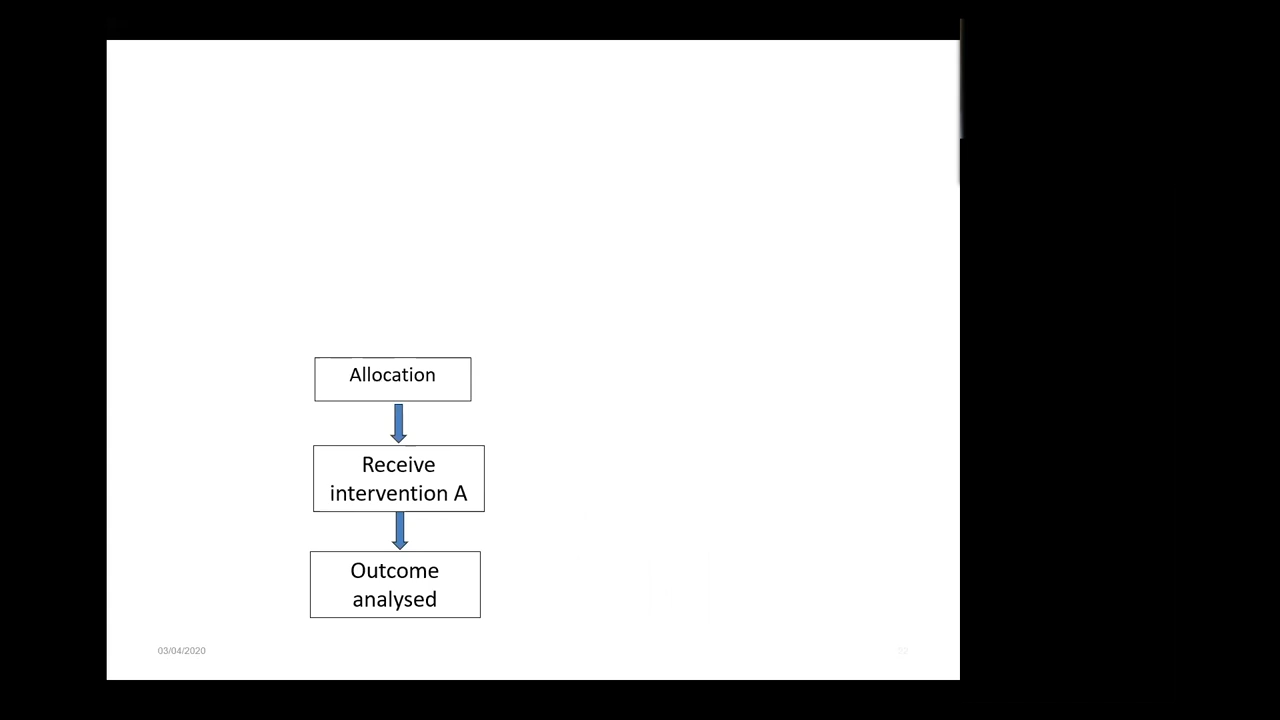 Allocation
Receive
intervention A
Outcome
analysed
03/04/2020